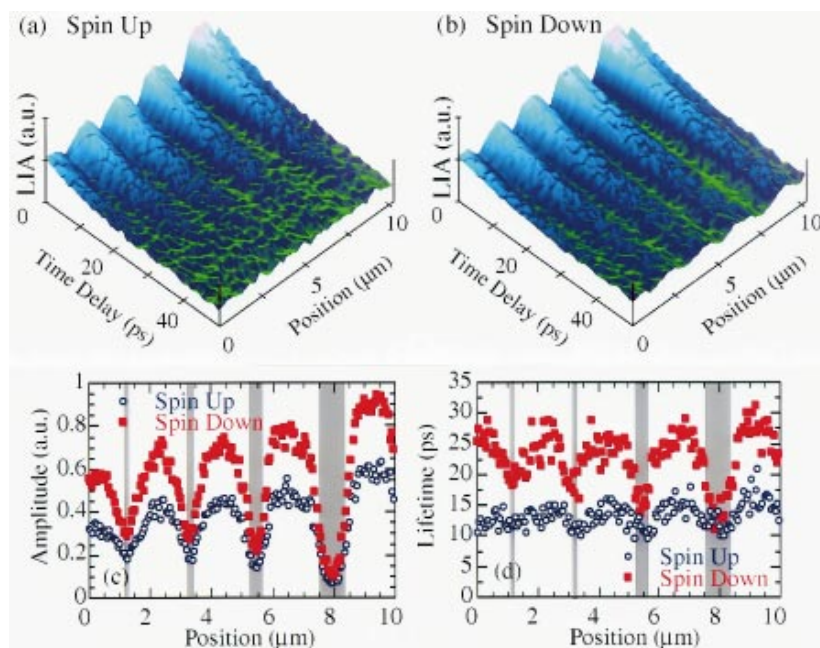 (a) Spin Up
LIA (a.u.)
0
20
40
Time Delay (ps)
0
5
10
Position (μm)
(b) Spin Down
LIA (a.u.)
0
20
40
Time Delay (ps)
0
5
10
Position (μm)
1
0.8
0.6
0.4
0.2
0
Amplitude (a.u.)
Spin Up
Spin Down
(c)
0 2 4 6 8 10
Position (μm)
35
30
25
20
15
10
5
0
Lifetime (ps)
Spin Up
(d) Spin Down
0 2 4 6 8 10
Position (μm)